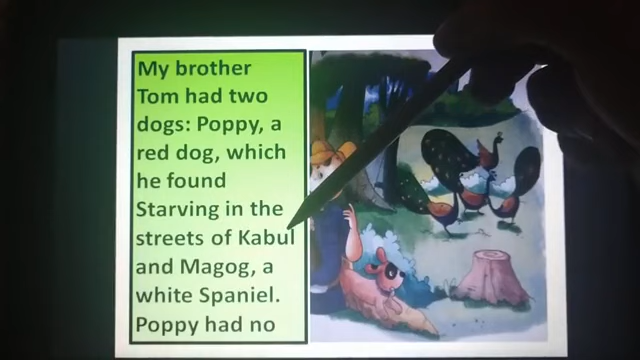 My brother
Tom had two
dogs: Poppy, a
red dog, which
he found
Starving in the
streets of Kabul
and Magog, a
white Spaniel.
Poppy had no